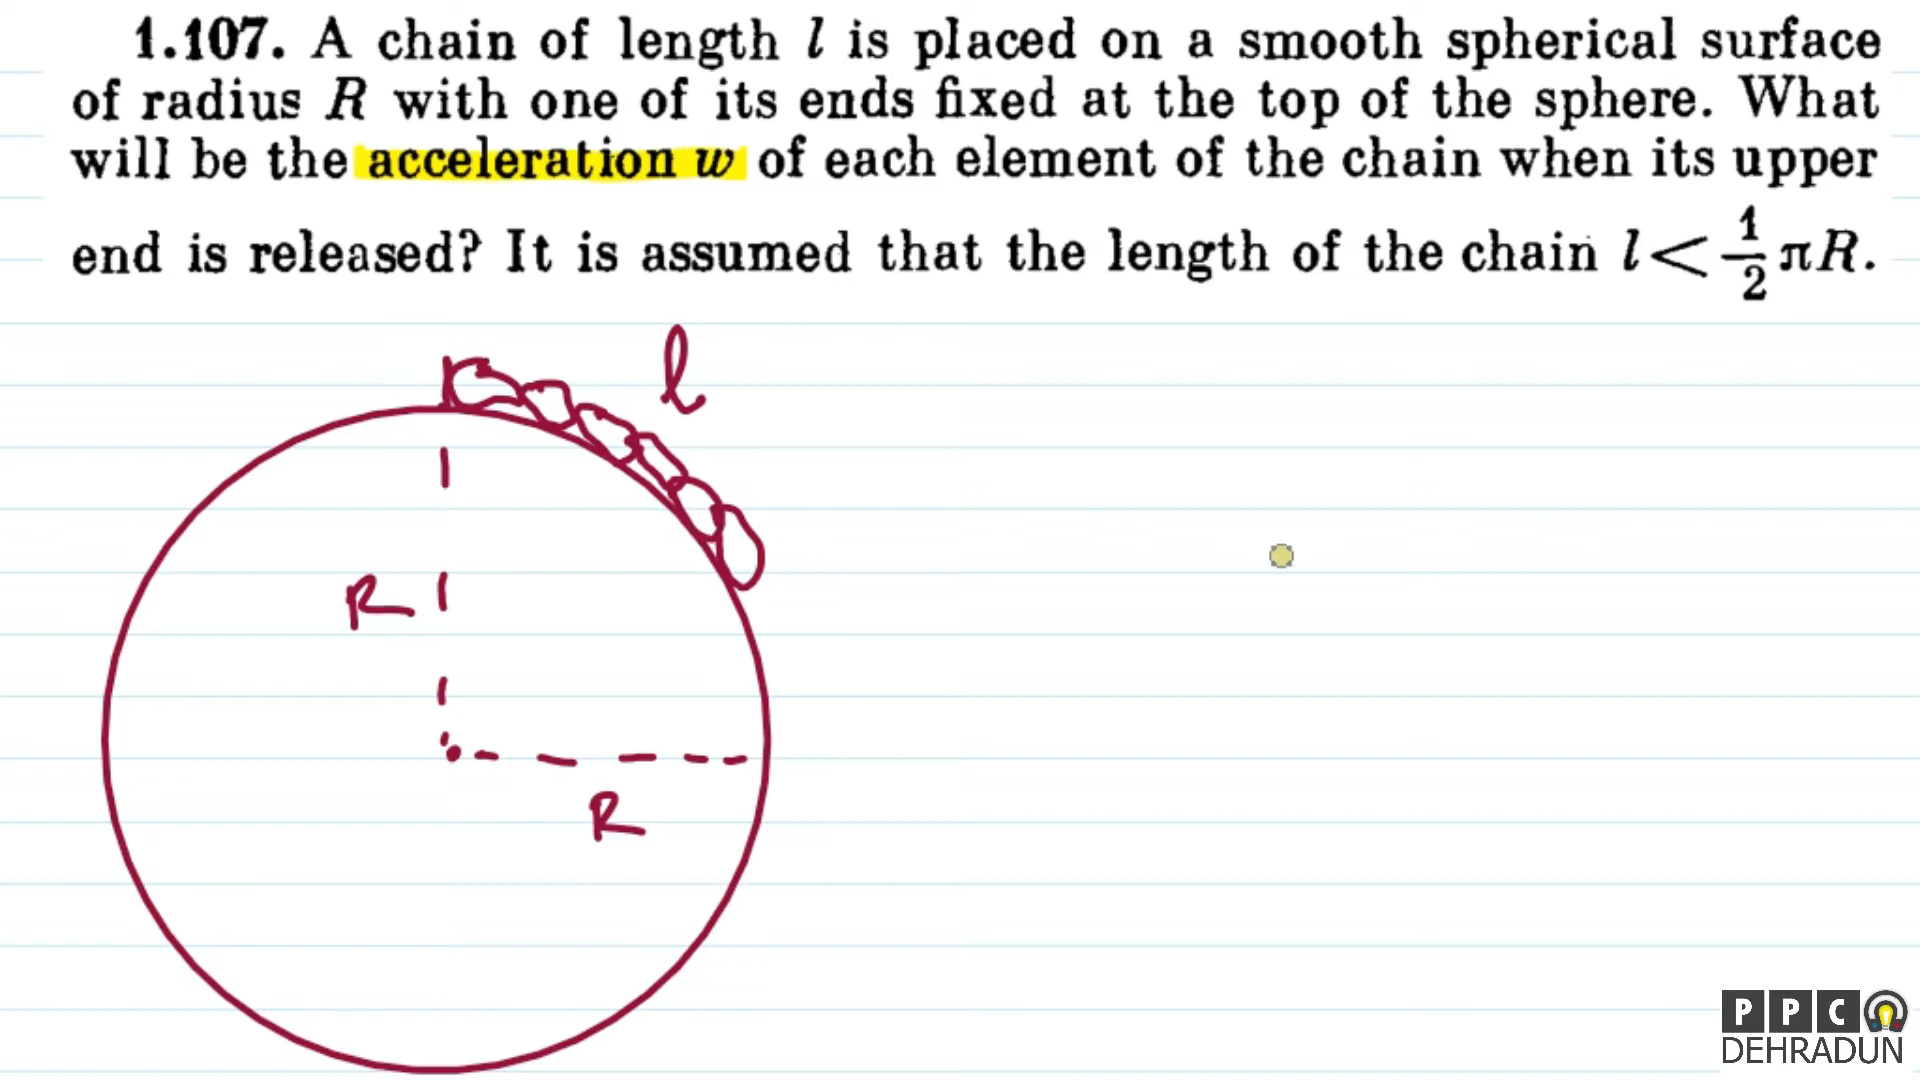 1.107. A chain of length l is placed on a smooth spherical surface
of radius R with one of its ends fixed at the top of the sphere. What
will be the acceleration w of each element of the chain when its upper
end is released? It is assumed that the length of the chain l < 1/2 πR.
l
R
R
PPC
DEHRADUN